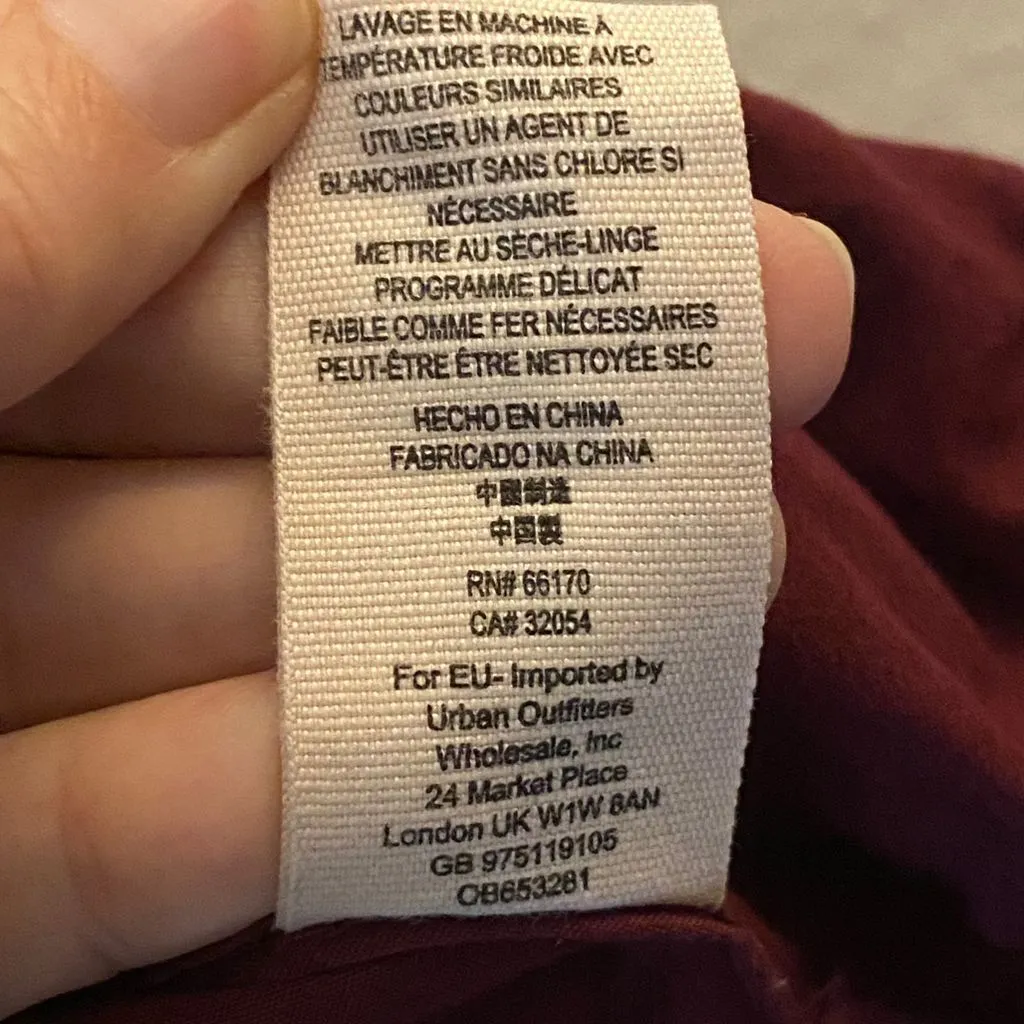 LAVAGE EN MACHINE À
TEMPÉRATURE FROIDE AVEC
COULEURS SIMILAIRES
UTILISER UN AGENT DE
BLANCHIMENT SANS CHLORE SI
NÉCESSAIRE
METTRE AU SÈCHE-LINGE
PROGRAMME DÉLICAT
FAIBLE COMME FER NÉCESSAIRES
PEUT-ÊTRE ÊTRE NETTOYÉE SEC
HECHO EN CHINA
FABRICADO NA CHINA
中國制造
中国製
RN# 66170
CA# 32054
For EU- Imported by
Urban Outfitters
Wholesale, Inc
24 Market Place
London UK W1W 8AN
GB 975119105
OB653281